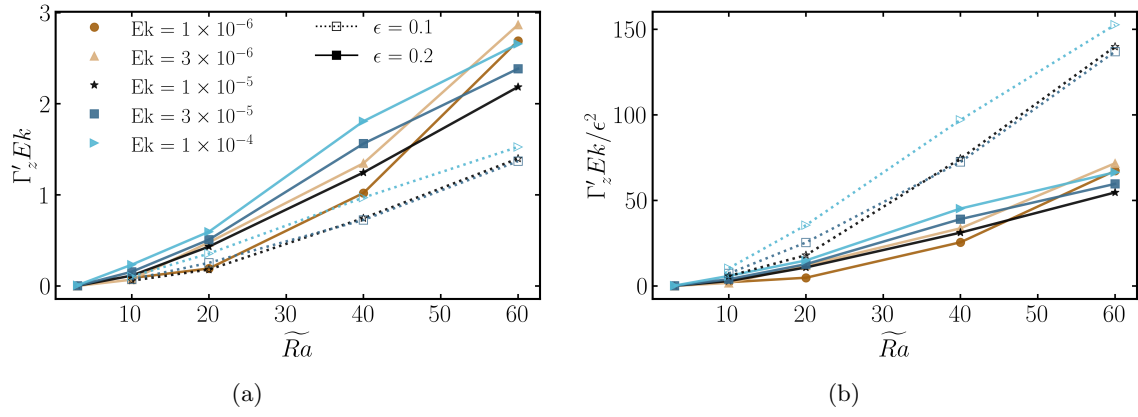 3
2
1
0
Γ′_z Ek
Ek = 1 × 10⁻⁶
Ek = 3 × 10⁻⁶
Ek = 1 × 10⁻⁵
Ek = 3 × 10⁻⁵
Ek = 1 × 10⁻⁴
ϵ = 0.1
ϵ = 0.2
10 20 30 40 50 60
R̃a
(a)
150
100
50
0
Γ′_z Ek/ϵ²
10 20 30 40 50 60
R̃a
(b)